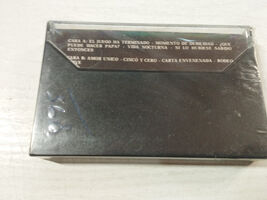 CARA A: EL JUEGO HA TERMINADO - MOMENTO DE DEBILIDAD - ¿QUE
PUEDE HACER PAPA? - VIDA NOCTURNA - SI LO HUBIESE SABIDO
ENTONCES
CARA B: AMOR UNICO - CINCO Y CERO - CARTA ENVENENADA - RODEO